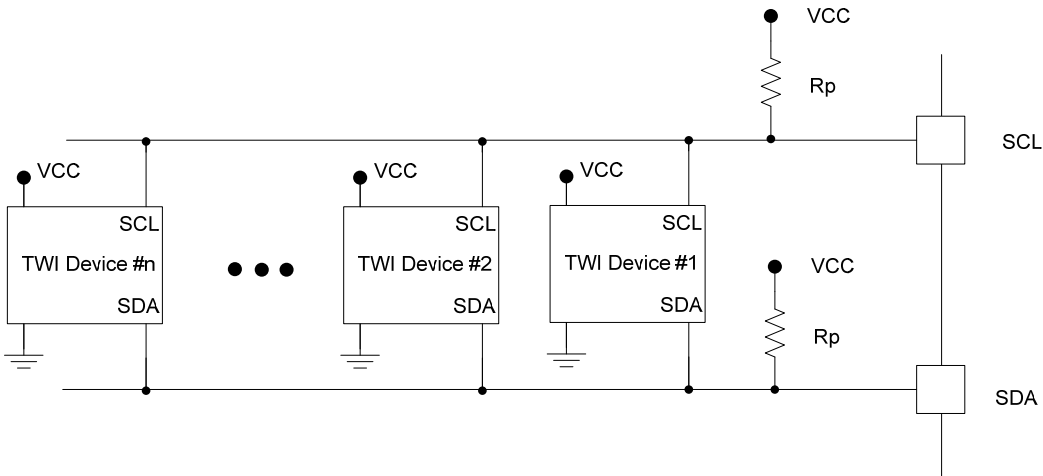 VCC
Rp
SCL
VCC
VCC
VCC
SCL
SCL
SCL
TWI Device #n
TWI Device #2
TWI Device #1
VCC
SDA
SDA
SDA
Rp
SDA